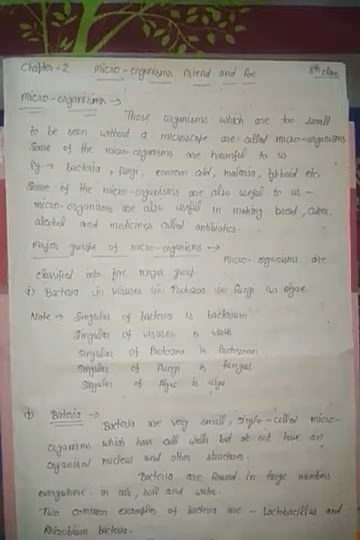 Chapter-2 Micro-organisms Friend and Foe 8th class
Micro-organisms →
Those organisms which are too small
to be seen without a microscope are called micro-organisms
Some of the micro-organisms are harmful to us
Eg → bacteria, fungi, common cold, malaria, typhoid etc.
Some of the micro-organisms are also useful to us -
micro-organisms are also useful in making bread, cakes
alcohol and medicines called antibiotics.
Major groups of micro-organisms →
micro-organisms are
classified into for major group
i) Bacteria ii) Viruses iii) Protozoa iv) Fungi v) Algae.
Note → Singular of bacteria is bacterium
Singular of viruses is virus
Singular of Protozoa is Protozoan
Singular of Fungi is Fungus
Singular of Algae is alga
Bateria →
Bacteria are very small, single-celled micro-
organisms which have cell walls but do not have an
organised nucleus and other structures.
Bacteria are found in large numbers
everywhere in air, soil and water.
Two common examples of bacteria are - Lactobacillus and
Rhizobium bacteria.